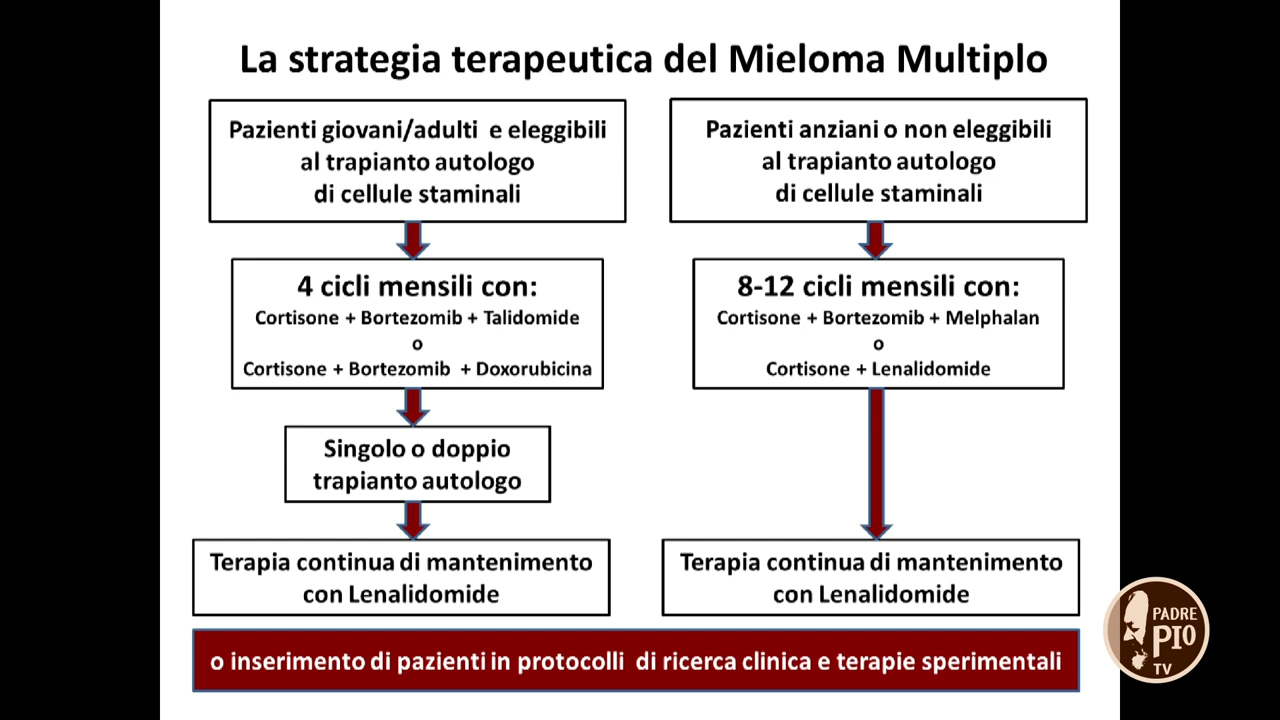 La strategia terapeutica del Mieloma Multiplo
Pazienti giovani/adulti e eleggibili
al trapianto autologo
di cellule staminali
4 cicli mensili con:
Cortisone + Bortezomib + Talidomide
o
Cortisone + Bortezomib + Doxorubicina
Singolo o doppio
trapianto autologo
Terapia continua di mantenimento
con Lenalidomide
Pazienti anziani o non eleggibili
al trapianto autologo
di cellule staminali
8-12 cicli mensili con:
Cortisone + Bortezomib + Melphalan
o
Cortisone + Lenalidomide
Terapia continua di mantenimento
con Lenalidomide
o inserimento di pazienti in protocolli di ricerca clinica e terapie sperimentali
PADRE
PIO
TV